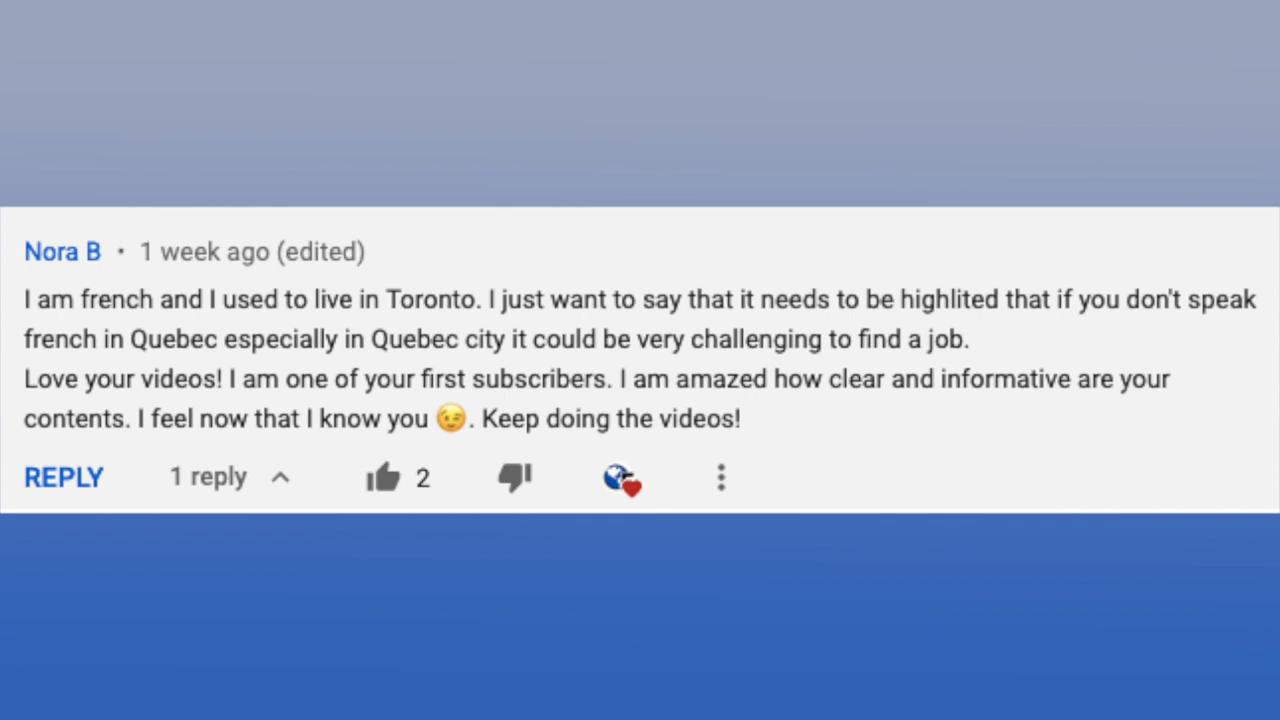 Nora B • 1 week ago (edited)
I am french and I used to live in Toronto. I just want to say that it needs to be highlited that if you don't speak
french in Quebec especially in Quebec city it could be very challenging to find a job.
Love your videos! I am one of your first subscribers. I am amazed how clear and informative are your
contents. I feel now that I know you 😉. Keep doing the videos!
REPLY 1 reply 2